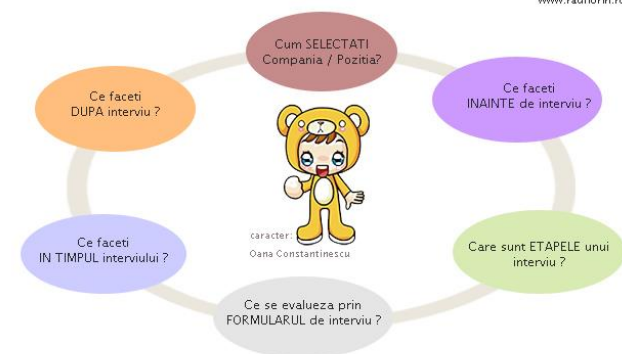 www.radflorin.ro
Cum SELECTATI
Compania / Pozitia?
Ce faceti
INAINTE de interviu ?
Care sunt ETAPELE unui
interviu ?
Ce se evalueza prin
FORMULARUL de interviu ?
Ce faceti
IN TIMPUL interviului ?
Ce faceti
DUPA interviu ?
caracter:
Oana Constantinescu